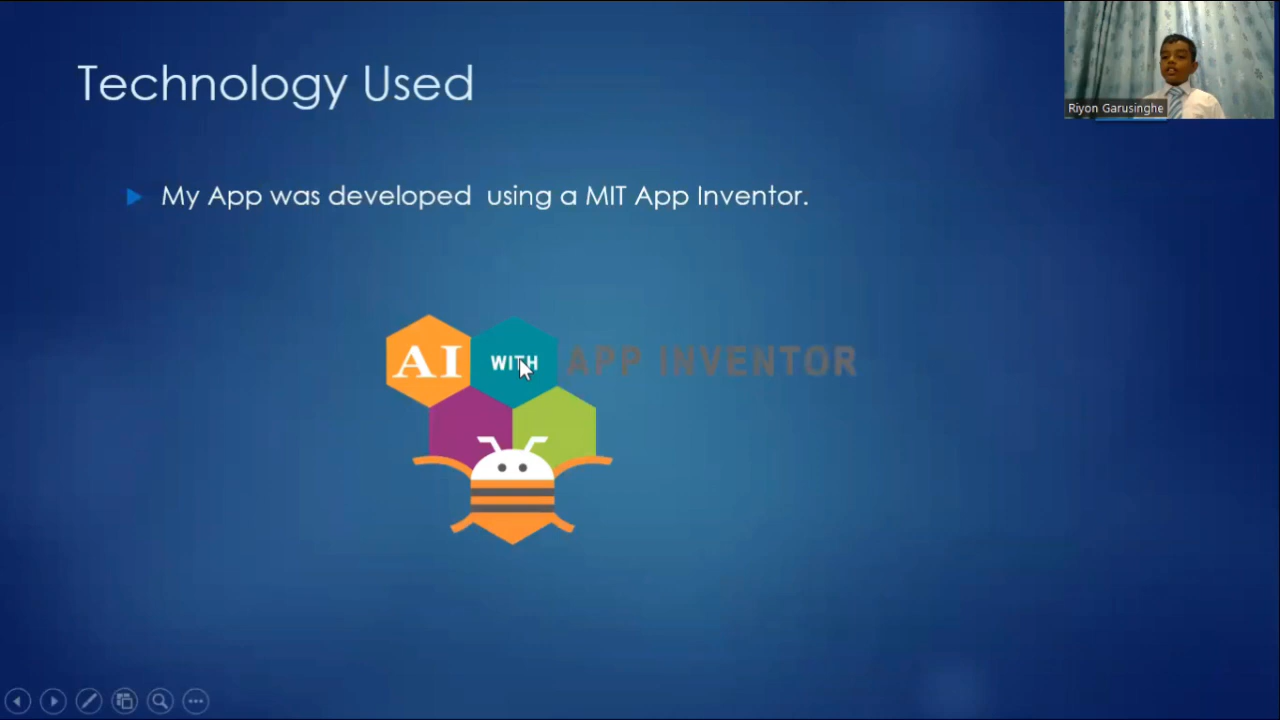 Technology Used
Riyon Garusinghe
My App was developed using a MIT App Inventor.
AI WITH APP INVENTOR